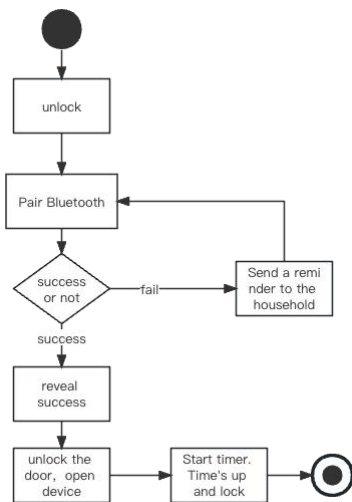 unlock
Pair Bluetooth
success
or not
fail
Send a remi
nder to the
household
success
reveal
success
unlock the
door, open
device
Start timer.
Time's up
and lock